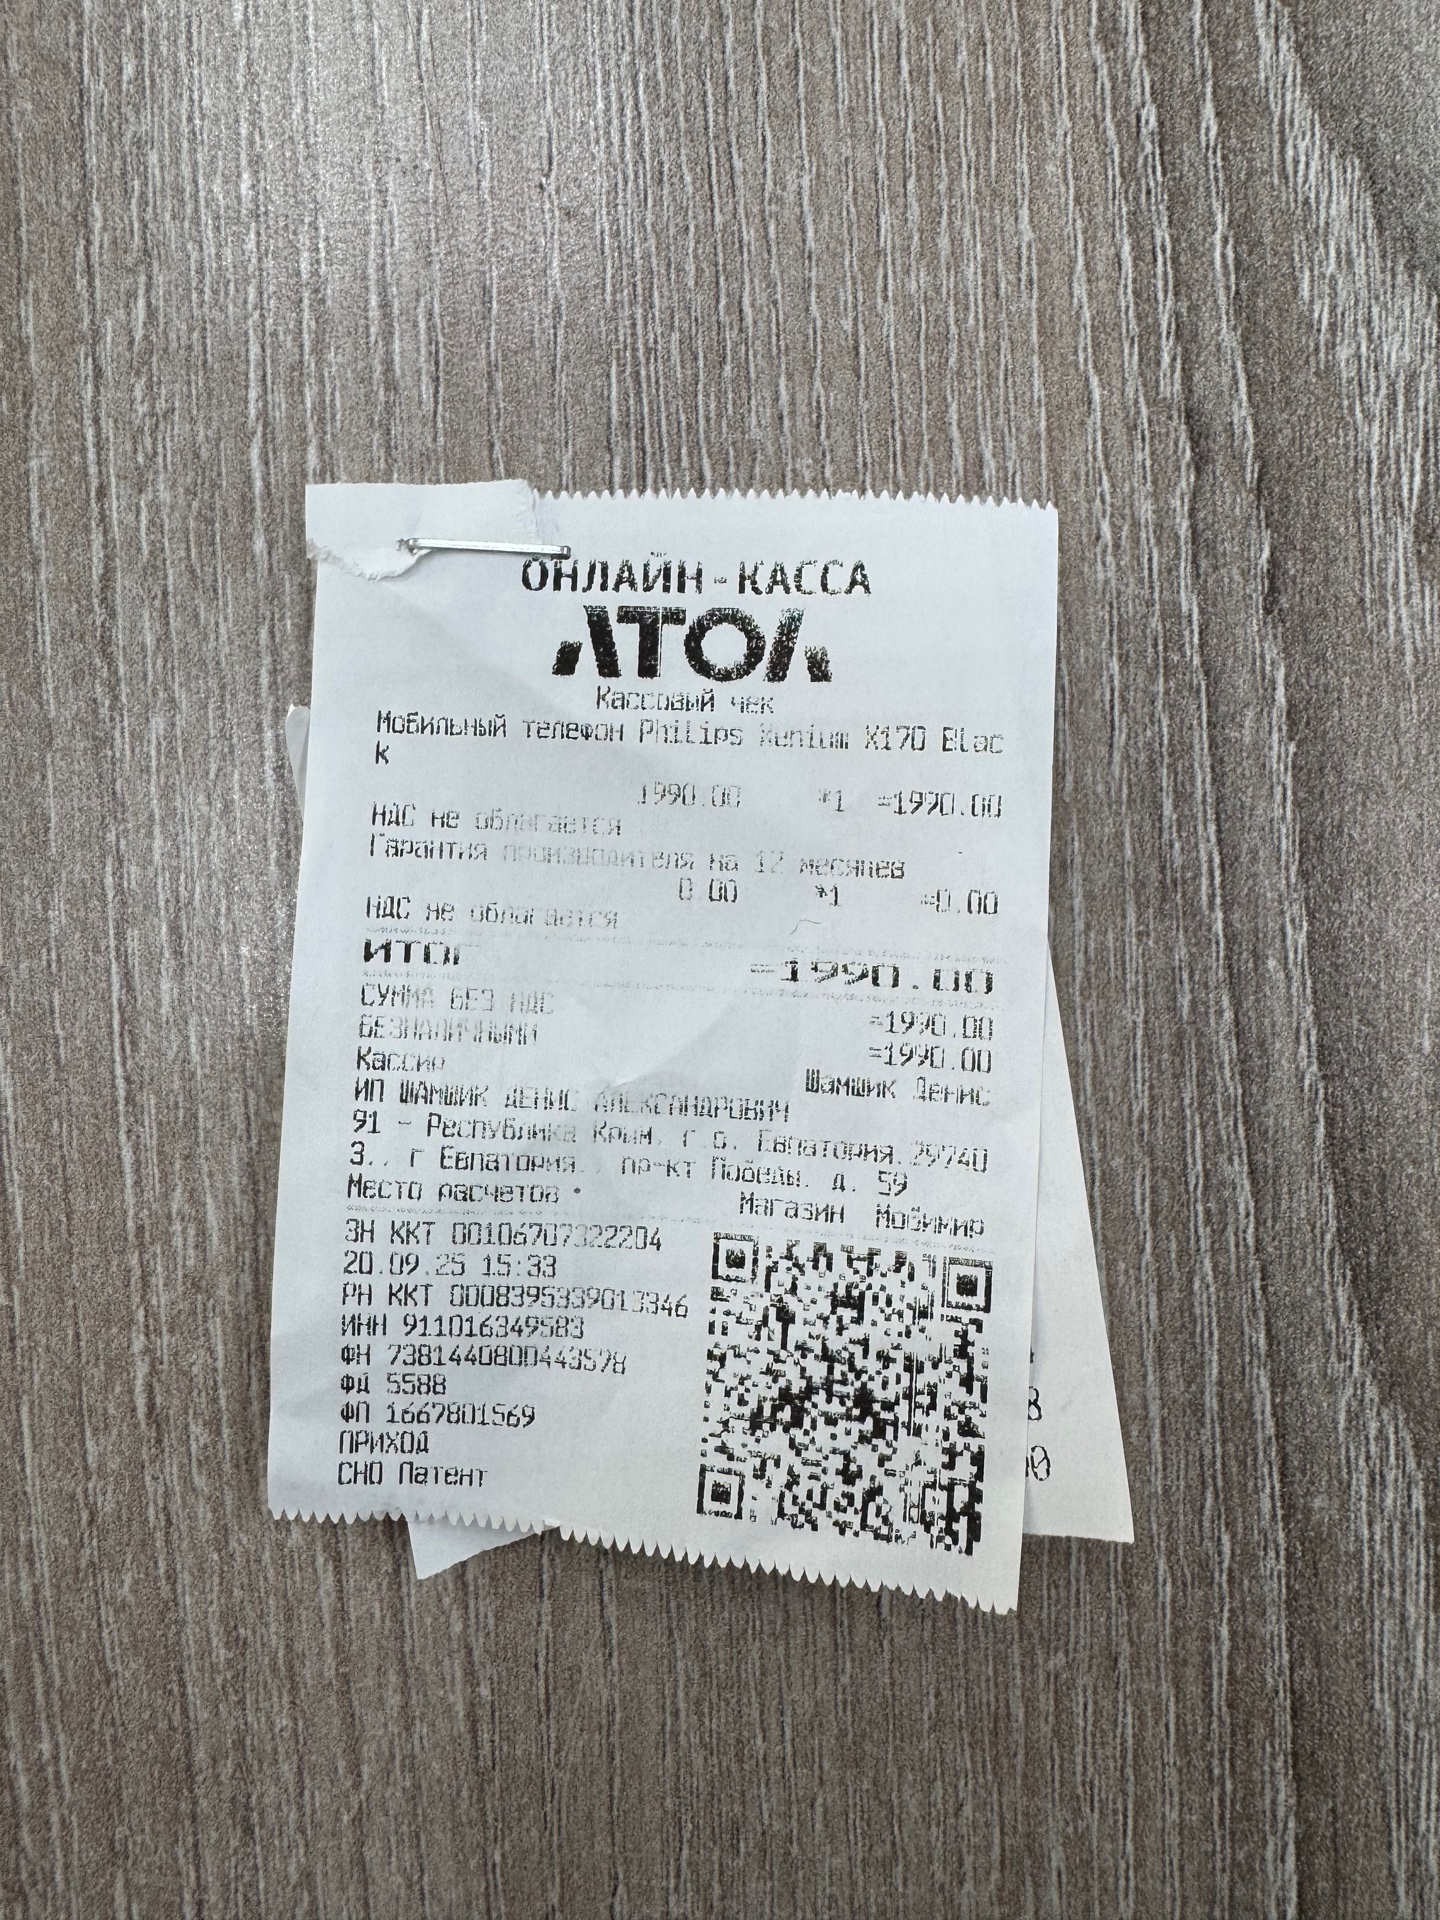 ОНЛАЙН-КАССА
АТОЛ
Кассовый чек
Мобильный телефон Philips Xenium X170 Blac
k
1990.00 *1 =1990.00
НДС не облагается
Гарантия производителя на 12 месяцев
0.00 *1 =0.00
НДС не облагается
ИТОГ =1990.00
СУММА БЕЗ НДС =1990.00
БЕЗНАЛИЧНЫМИ =1990.00
Кассир Шамшик Денис
ИП ШАМШИК ДЕНИС АЛЕКСАНДРОВИЧ
91 - Республика Крым, г.о. Евпатория, 29740
3, , г Евпатория, , пр-кт Победы, д. 59
Место расчетов Магазин Мобимир
ЗН ККТ 00106707322204
20.09.25 15:33
РН ККТ 0008395339013346
ИНН 911016349583
ФН 7381440800443578
ФД 5588
ФП 1667801569
ПРИХОД
СНО Патент
8
00